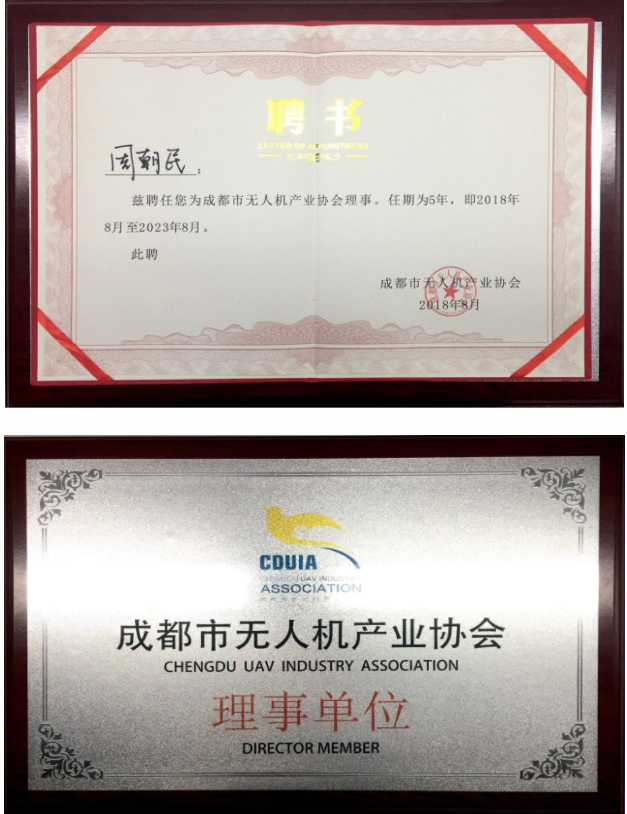 聘书
LETTER OF APPOINTMENT
周朝民：
兹聘任您为成都市无人机产业协会理事。任期为5年，即2018年
8月至2023年8月。
此聘
成都市无人机产业协会
2018年8月
CDUIA
CHENGDU UAV INDUSTRY
ASSOCIATION
成都市无人机产业协会
CHENGDU UAV INDUSTRY ASSOCIATION
理事单位
DIRECTOR MEMBER